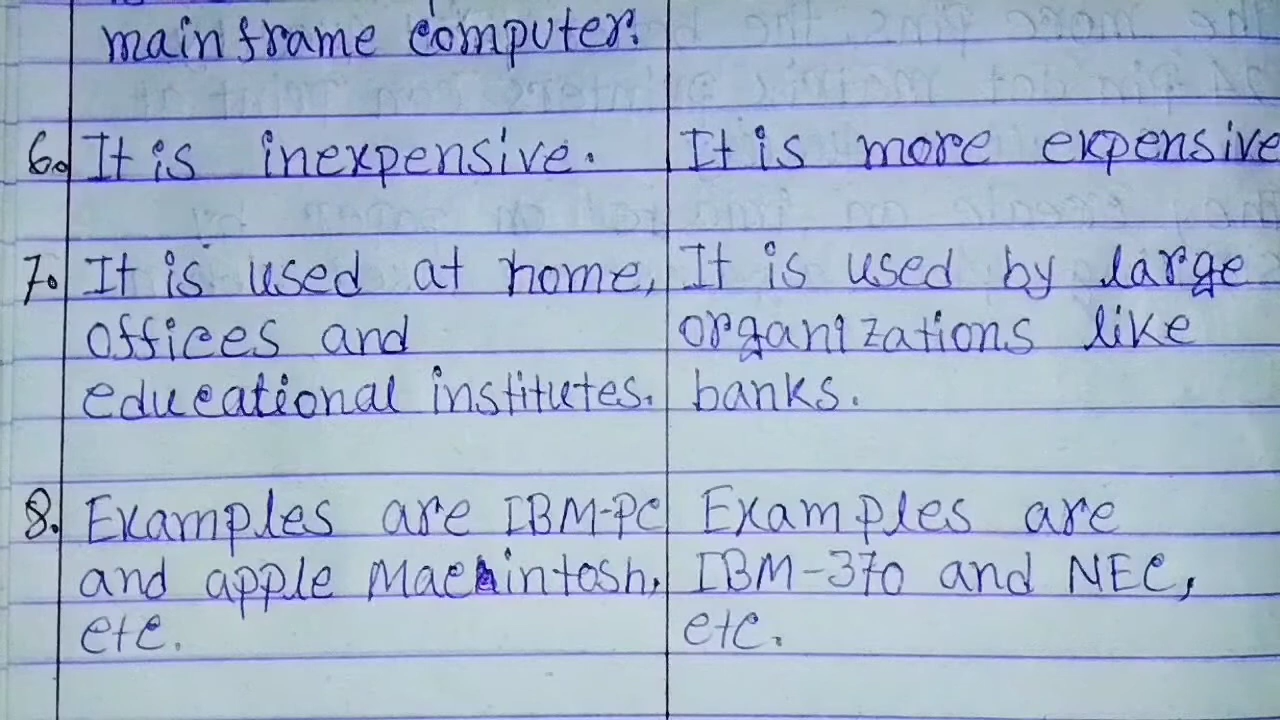 mainframe computer.
6. It is inexpensive. It is more expensive
7. It is used at home, It is used by large
offices and organizations like
educational institutes. banks.
8. Examples are IBM-PC Examples are
and apple Machintosh, IBM-370 and NEC,
etc. etc.